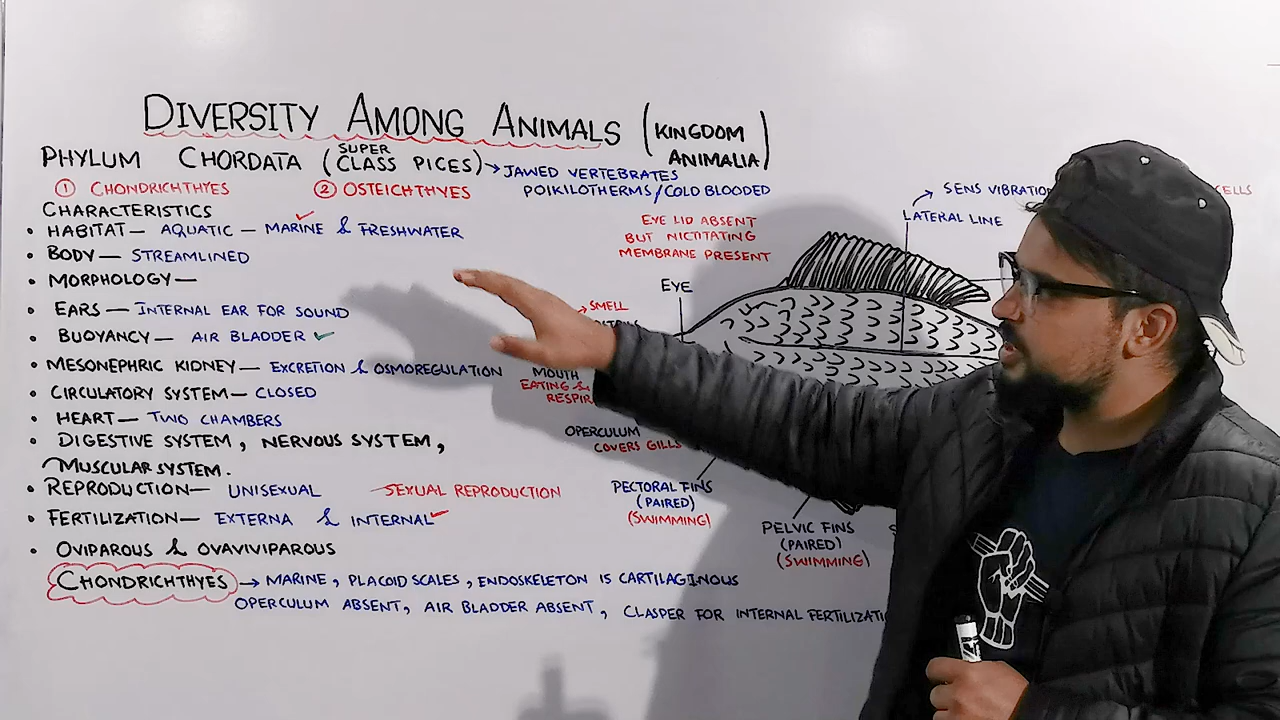 DIVERSITY AMONG ANIMALS (KINGDOM ANIMALIA)
PHYLUM CHORDATA (SUPER CLASS PICES) → JAWED VERTEBRATES
POIKILOTHERMS/COLD BLOODED
① CHONDRICHTHYES ② OSTEICHTHYES
CHARACTERISTICS
• HABITAT — AQUATIC — MARINE & FRESHWATER
• BODY — STREAMLINED
• MORPHOLOGY —
• EARS — INTERNAL EAR FOR SOUND
• BUOYANCY — AIR BLADDER ✓
• MESONEPHRIC KIDNEY — EXCRETION & OSMOREGULATION
• CIRCULATORY SYSTEM — CLOSED
• HEART — TWO CHAMBERS
• DIGESTIVE SYSTEM, NERVOUS SYSTEM,
MUSCULAR SYSTEM.
• REPRODUCTION — UNISEXUAL — SEXUAL REPRODUCTION
• FERTILIZATION — EXTERNA & INTERNAL ✓
• OVIPAROUS & OVAVIVIPAROUS
CHONDRICHTHYES → MARINE, PLACOID SCALES, ENDOSKELETON IS CARTILAGINOUS
OPERCULUM ABSENT, AIR BLADDER ABSENT, CLASPER FOR INTERNAL
EYE LID ABSENT
BUT NICTITATING
MEMBRANE PRESENT
EYE
→ SMELL
MOUTH
EATING &
OPERCULUM
COVERS GILLS
PECTORAL FINS
(PAIRED)
(SWIMMING)
PELVIC FINS
(PAIRED)
(SWIMMING)
→ SENS
LATERAL LINE